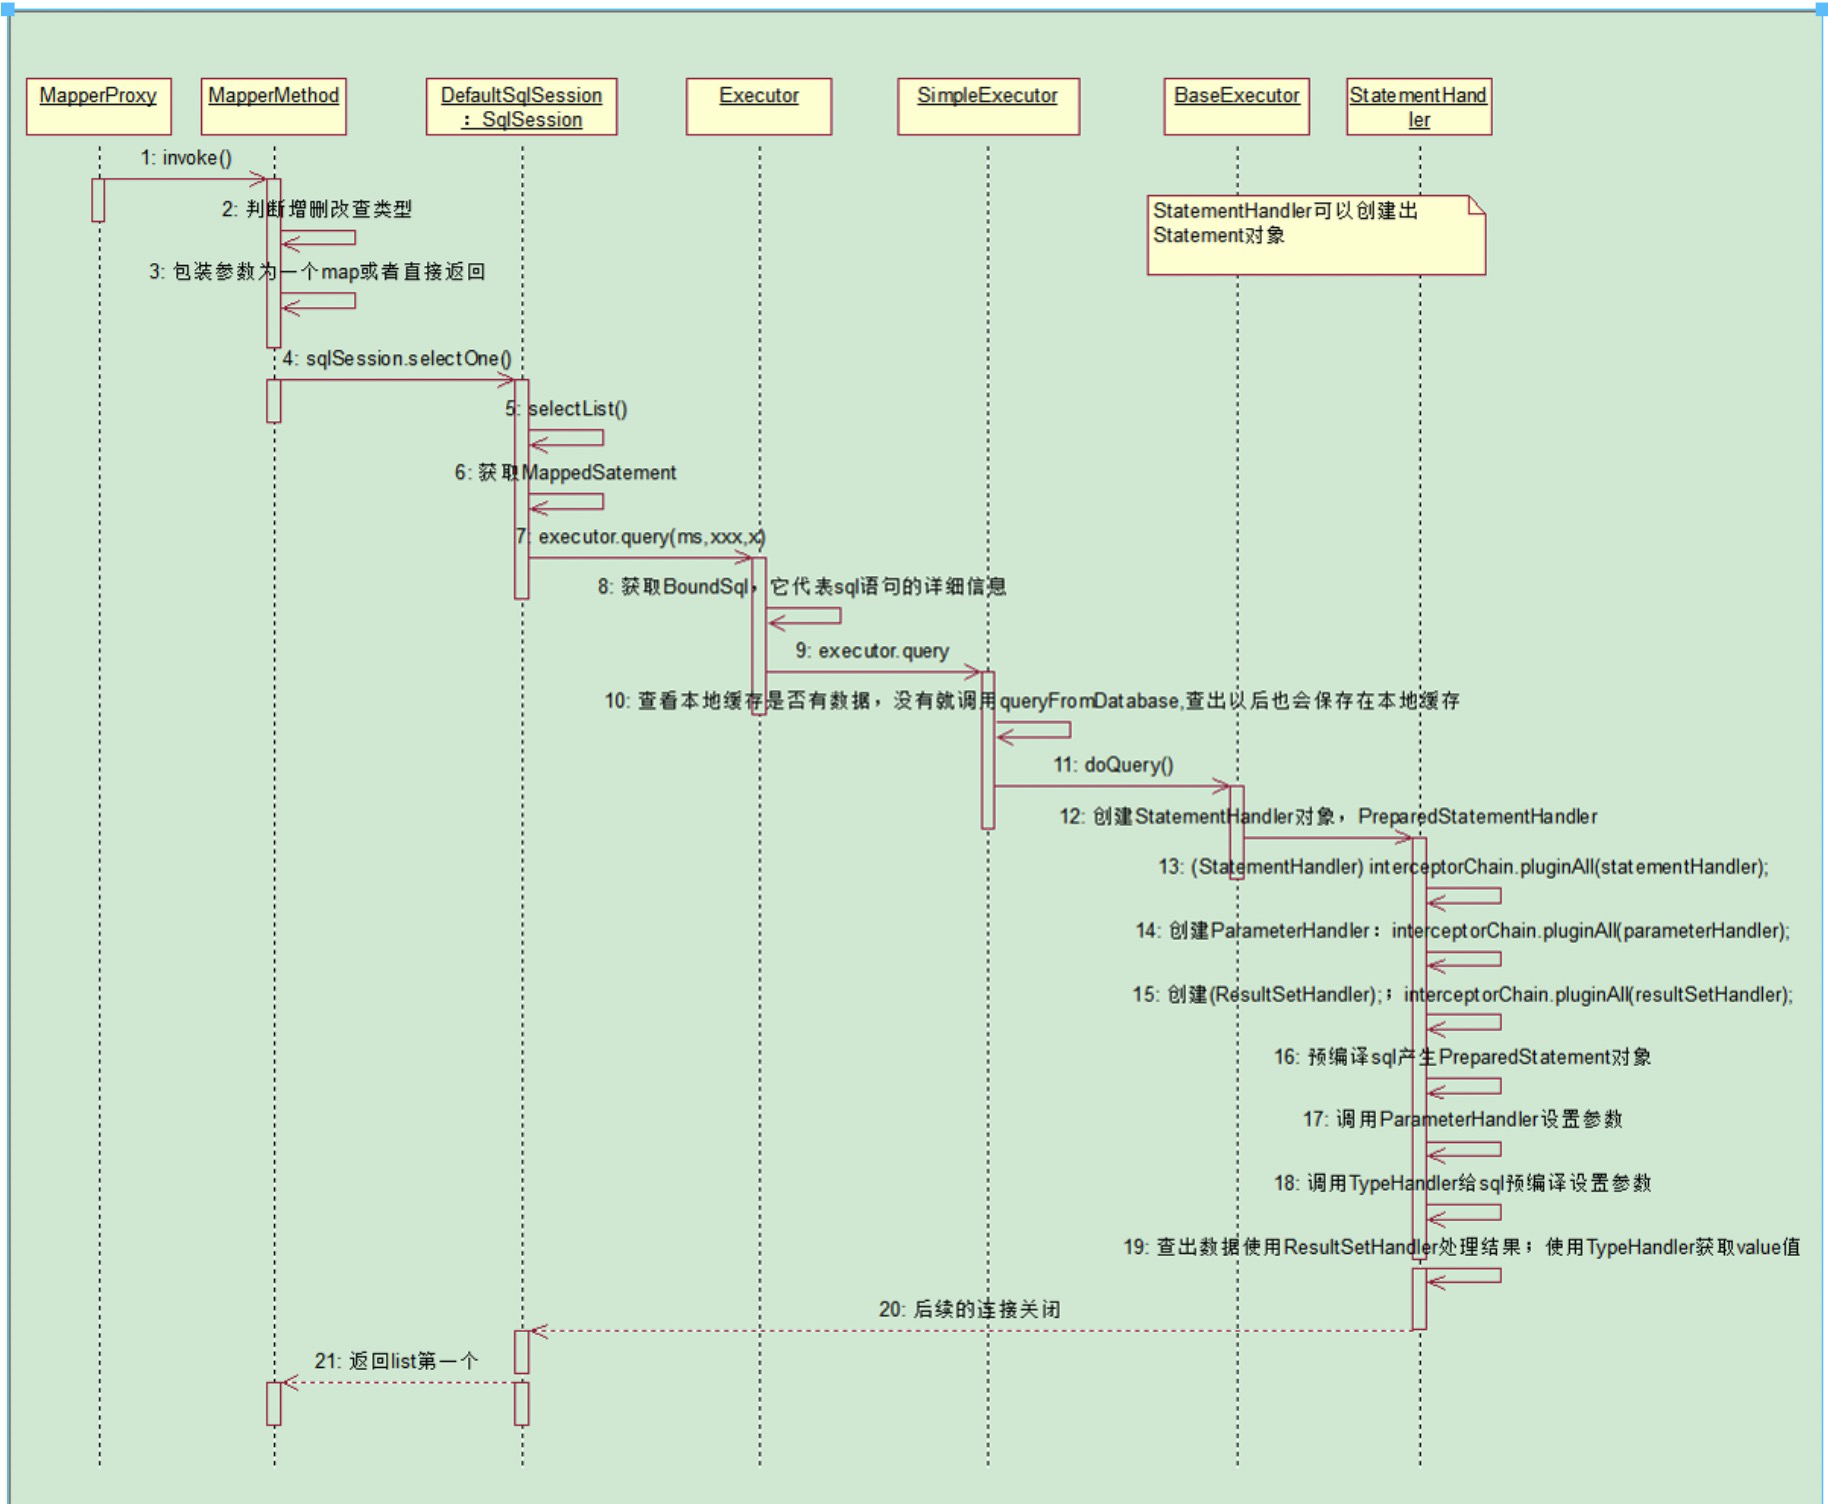 MapperProxy
MapperMethod
DefaultSqlSession
：SqlSession
Executor
SimpleExecutor
BaseExecutor
StatementHand
ler
1: invoke()
StatementHandler可以创建出
Statement对象
2: 判断增删改查类型
3: 包装参数为一个map或者直接返回
4: sqlSession.selectOne()
5: selectList()
6: 获取MappedSatement
7: executor.query(ms,xxx,x)
8: 获取BoundSql，它代表sql语句的详细信息
9: executor.query
10: 查看本地缓存是否有数据，没有就调用queryFromDatabase,查出以后也会保存在本地缓存
11: doQuery()
12: 创建StatementHandler对象，PreparedStatementHandler
13: (StatementHandler) interceptorChain.pluginAll(statementHandler);
14: 创建ParameterHandler：interceptorChain.pluginAll(parameterHandler);
15: 创建(ResultSetHandler);；interceptorChain.pluginAll(resultSetHandler);
16: 预编译sql产生PreparedStatement对象
17: 调用ParameterHandler设置参数
18: 调用TypeHandler给sql预编译设置参数
19: 查出数据使用ResultSetHandler处理结果；使用TypeHandler获取value值
20: 后续的连接关闭
21: 返回list第一个